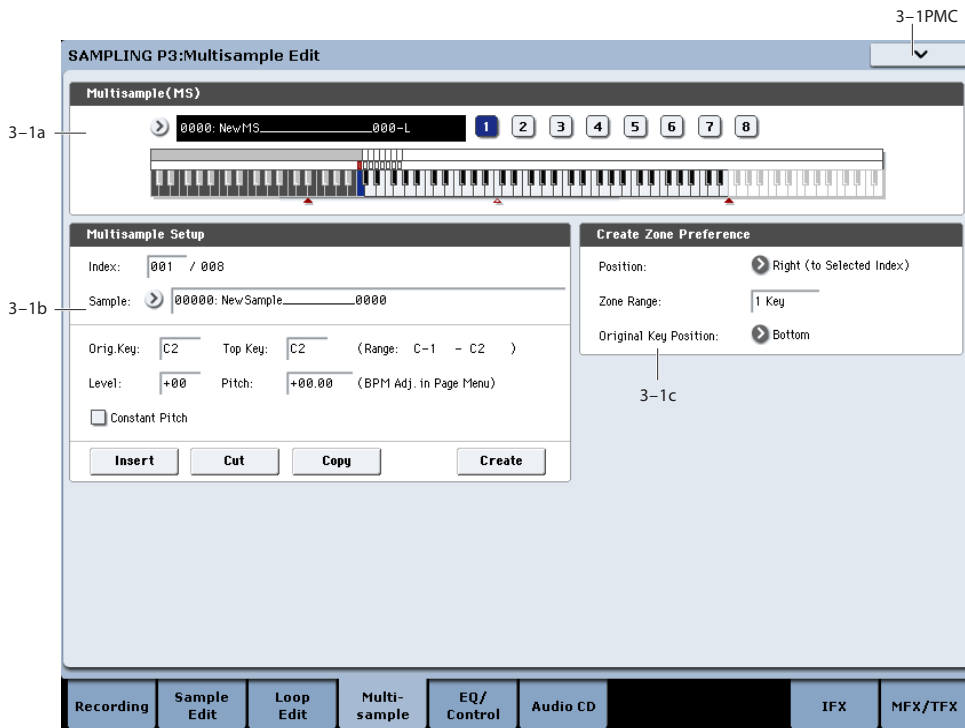 3-1PMC
SAMPLING P3:Multisample Edit
Multisample(MS)
3-1a
0000: NewMS_______________000-L
1 2 3 4 5 6 7 8
Multisample Setup
Index: 001 / 008
3-1b
Sample: 00000: NewSample__________0000
Orig.Key: C2 Top Key: C2 (Range: C-1 - C2 )
Level: +00 Pitch: +00.00 (BPM Adj. in Page Menu)
Constant Pitch
Insert Cut Copy Create
Create Zone Preference
Position: Right (to Selected Index)
Zone Range: 1 Key
Original Key Position: Bottom
3-1c
Recording
Sample Edit
Loop Edit
Multi-sample
EQ/ Control
Audio CD
IFX
MFX/TFX